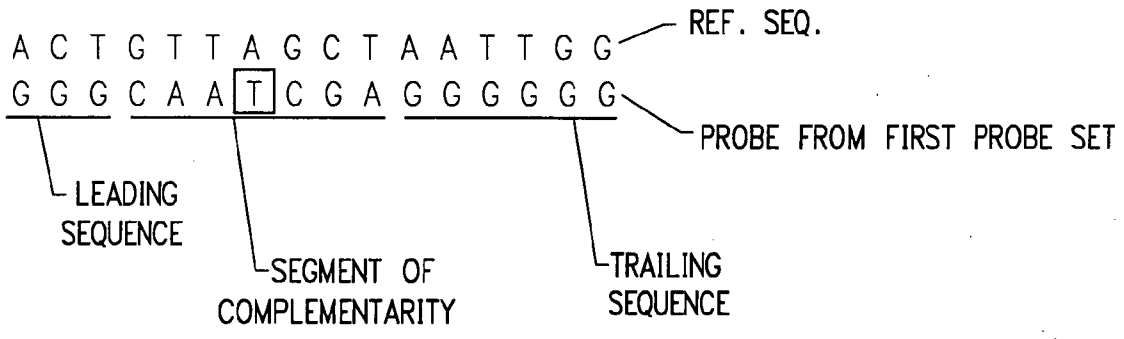 REF. SEQ.
A C T G T T A G C T A A T T G G
G G G C A A T C G A G G G G G G
PROBE FROM FIRST PROBE SET
LEADING
SEQUENCE
SEGMENT OF
COMPLEMENTARITY
TRAILING
SEQUENCE